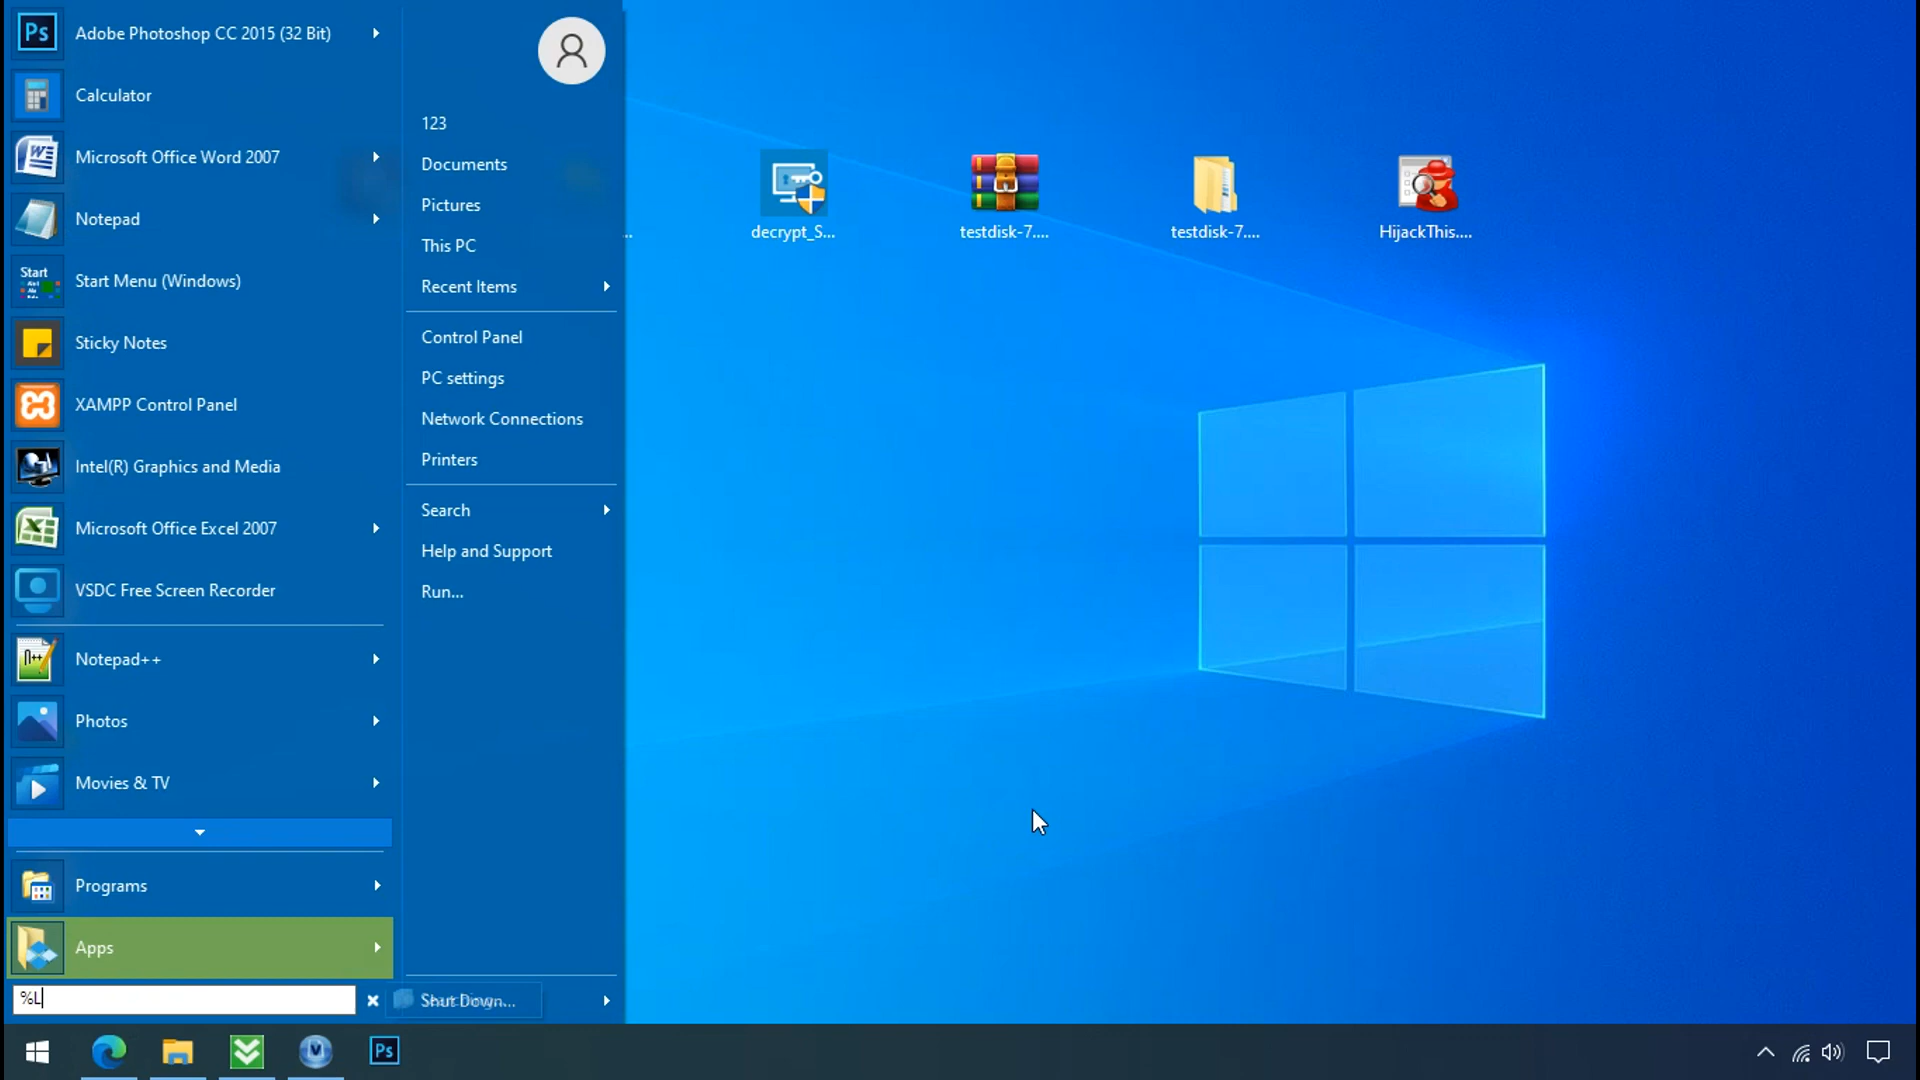 Adobe Photoshop CC 2015 (32 Bit)
Calculator
Microsoft Office Word 2007
Notepad
Start Menu (Windows)
Sticky Notes
XAMPP Control Panel
Intel(R) Graphics and Media
Microsoft Office Excel 2007
VSDC Free Screen Recorder
Notepad++
Photos
Movies & TV
Programs
Apps
%L
123
Documents
Pictures
This PC
Recent Items
Control Panel
PC settings
Network Connections
Printers
Search
Help and Support
Run...
Shut Down...
...
decrypt_S...
testdisk-7....
testdisk-7....
HijackThis....
Ps
Start
Ps